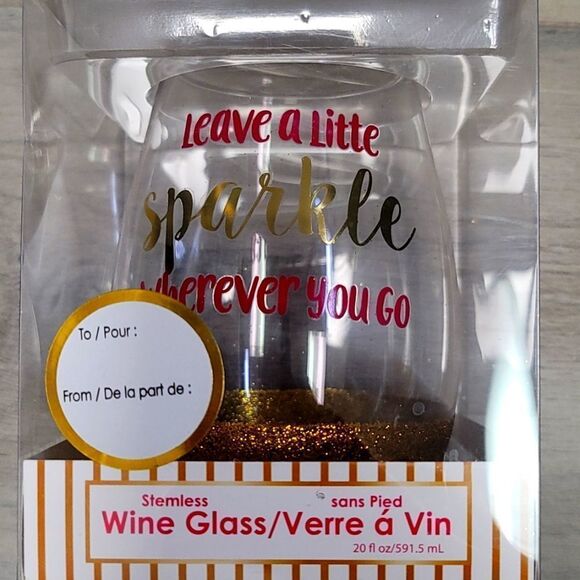 Leave a Litte
sparkle
wherever you Go
To / Pour :
From / De la part de :
Stemless sans Pied
Wine Glass/Verre á Vin
20 fl oz/591.5 mL